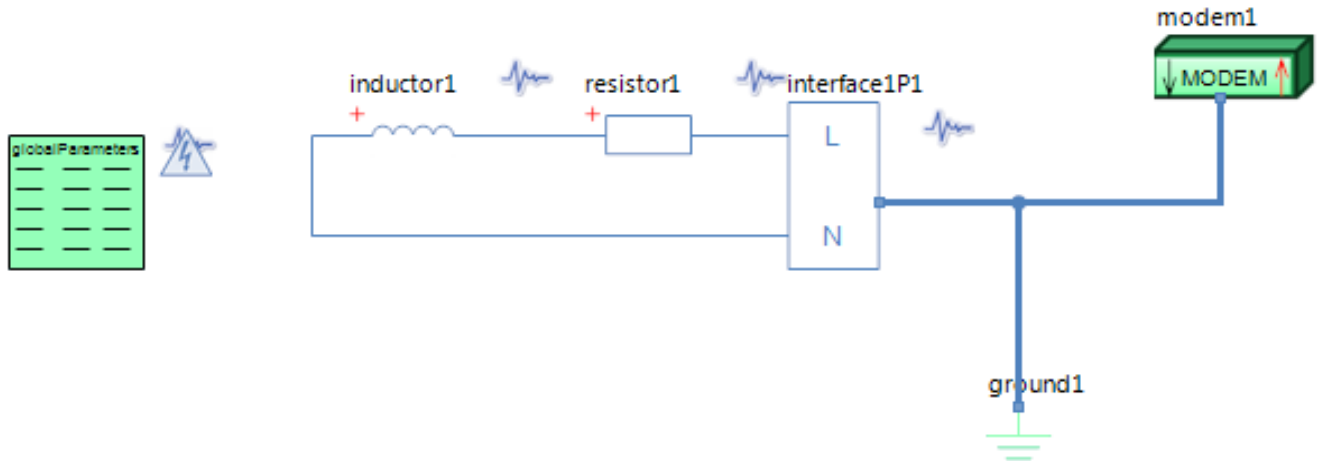 modem1
MODEM
inductor1
resistor1
interface1P1
globalParameters
+
+
L
N
ground1